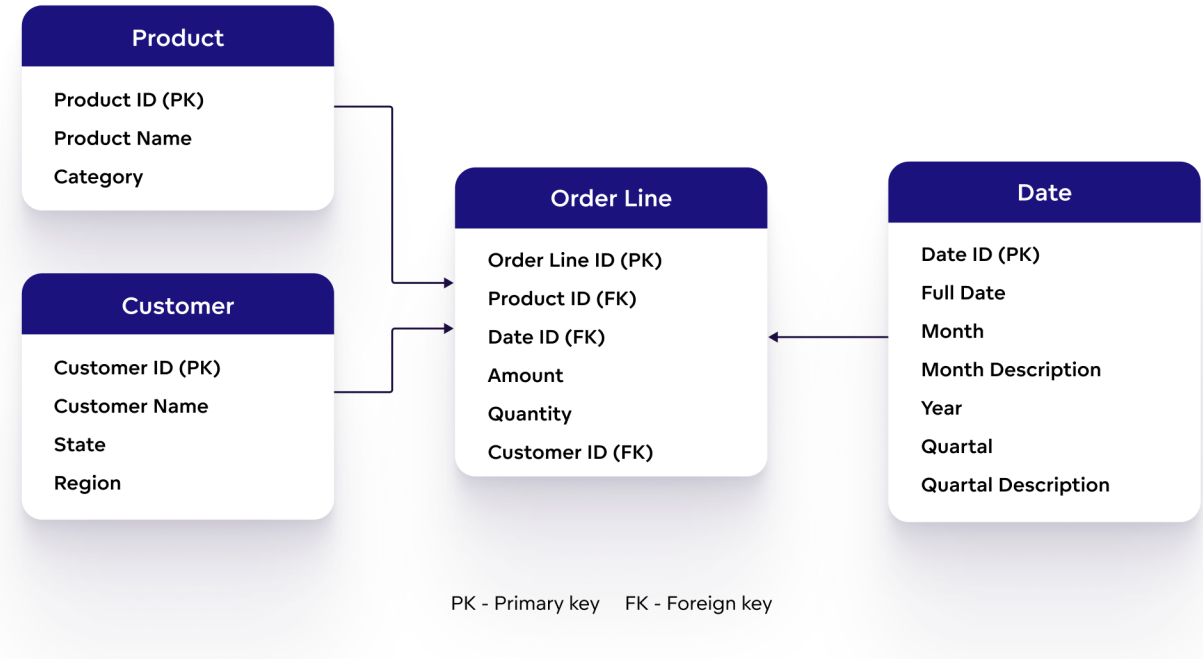 Product
Product ID (PK)
Product Name
Category
Customer
Customer ID (PK)
Customer Name
State
Region
Order Line
Order Line ID (PK)
Product ID (FK)
Date ID (FK)
Amount
Quantity
Customer ID (FK)
Date
Date ID (PK)
Full Date
Month
Month Description
Year
Quartal
Quartal Description
PK - Primary key FK - Foreign key